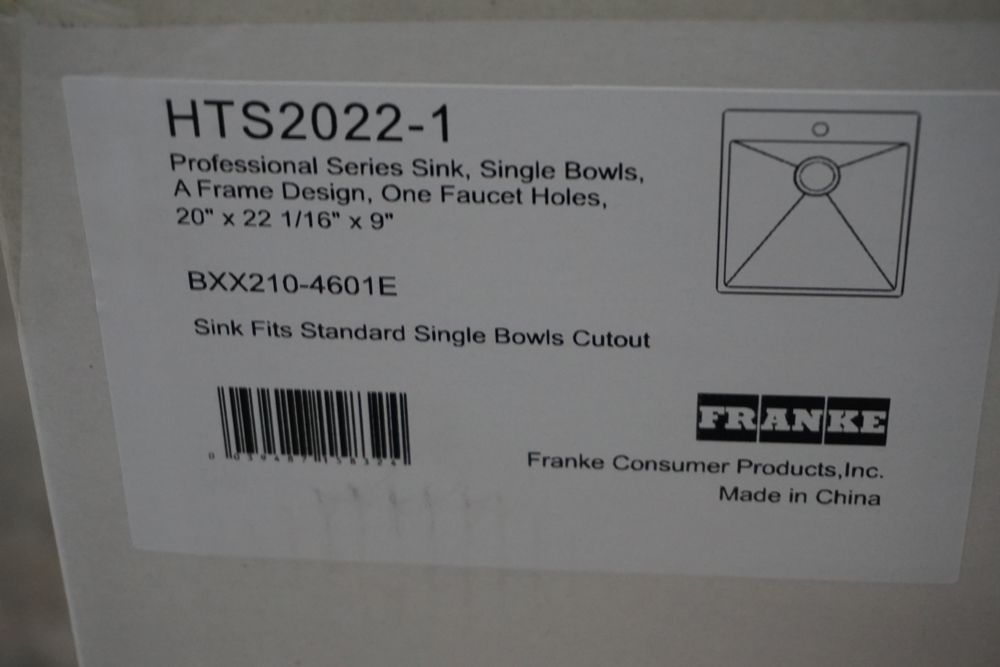 HTS2022-1
Professional Series Sink, Single Bowls,
A Frame Design, One Faucet Holes,
20" x 22 1/16" x 9"
BXX210-4601E
Sink Fits Standard Single Bowls Cutout
FRANKE
Franke Consumer Products,Inc.
Made in China